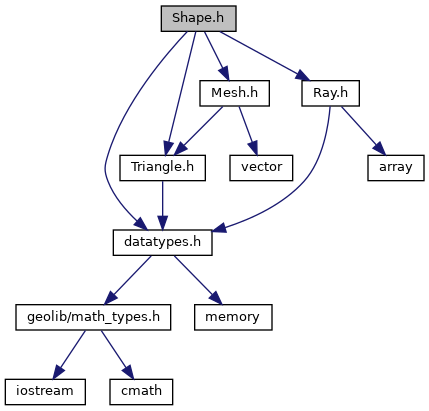 Shape.h
Mesh.h
Ray.h
Triangle.h
vector
array
datatypes.h
geolib/math_types.h
memory
iostream
cmath